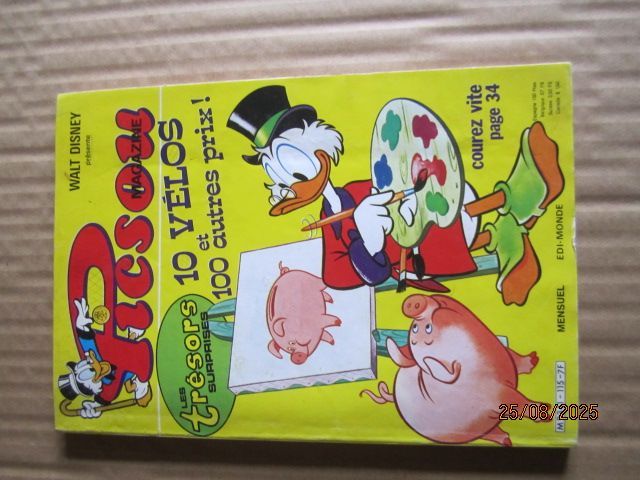 WALT DISNEY
présente
Picsou
MAGAZINE
10 VÉLOS
et
100 autres prix!
LES
trésors
SURPRISES
courez vite
page 34
MENSUEL
EDI-MONDE
25/08/2025